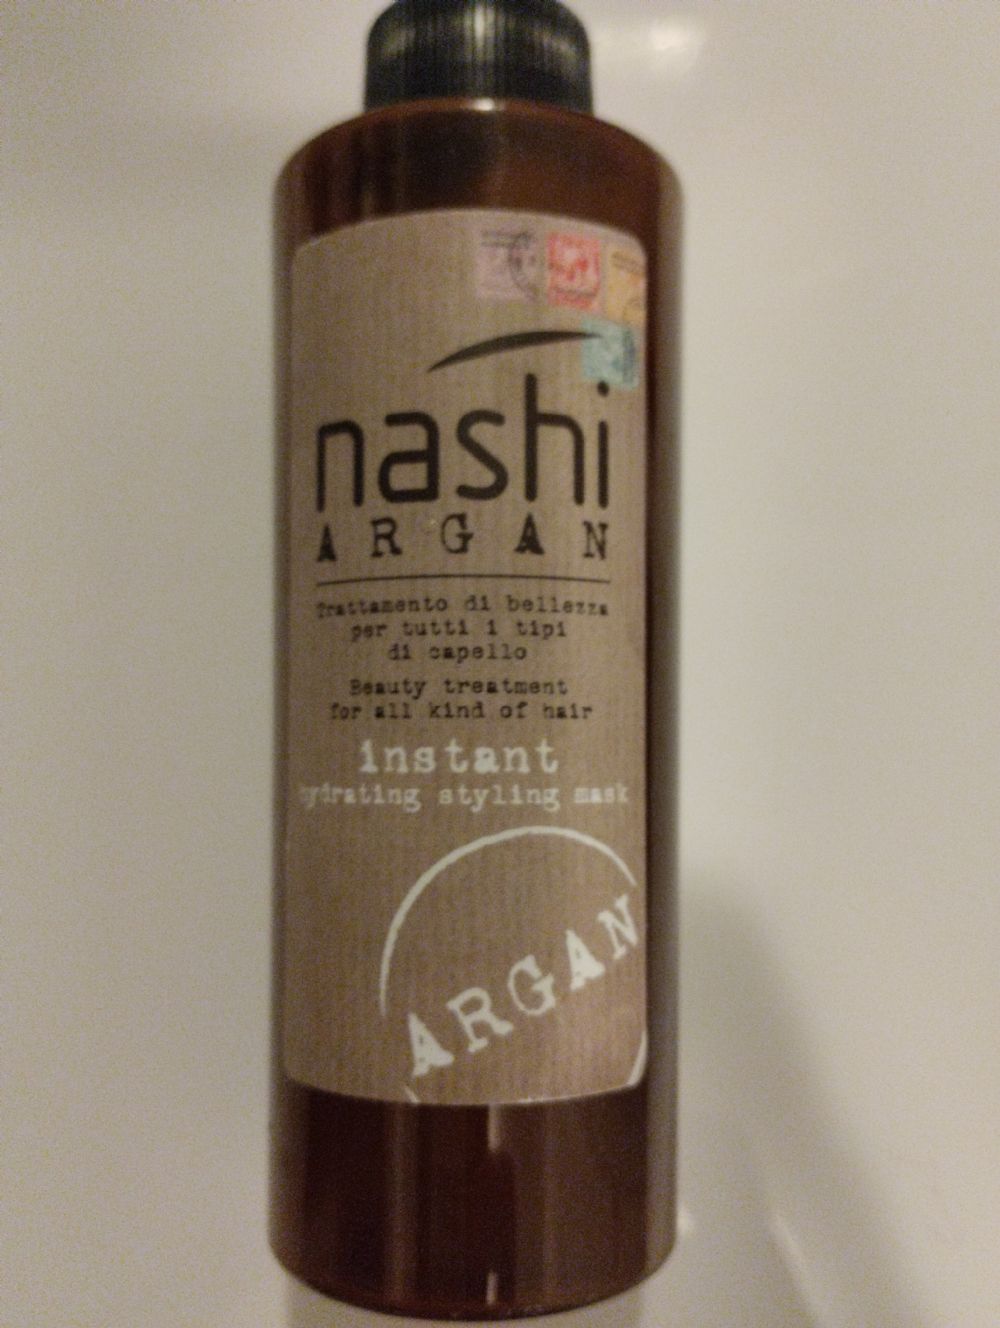 nashi
ARGAN
Trattamento di bellezza
per tutti i tipi
di capello
Beauty treatment
for all kind of hair
instant
hydrating styling mask
ARGAN